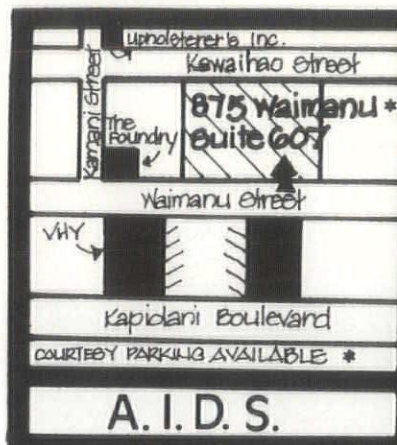 Upholsterer's Inc.
Kawaihao Street
Kamani Street
875 Waimanu *
Suite 607
The
Foundry
Waimanu Street
VHY
Kapiolani Boulevard
COURTESY PARKING AVAILABLE *
A.I.D.S.